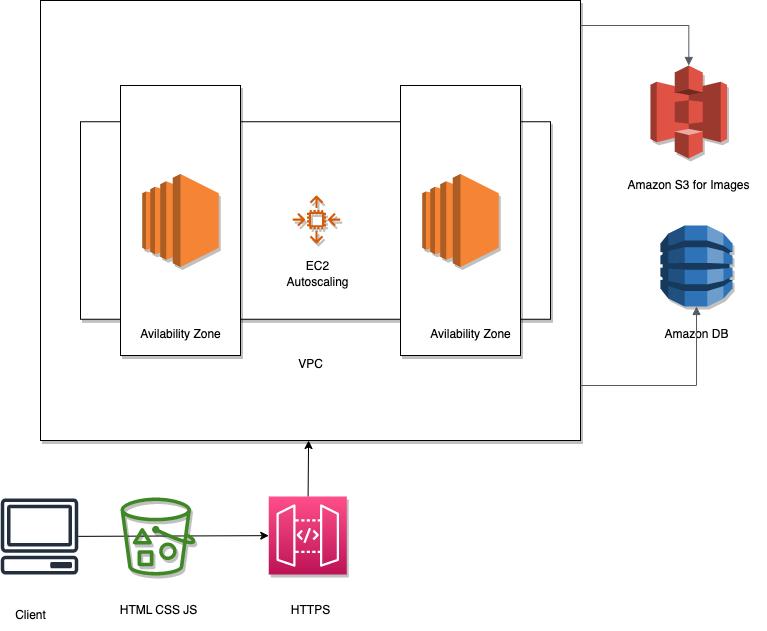 Amazon S3 for Images
EC2
Autoscaling
Avilability Zone
Avilability Zone
Amazon DB
VPC
</>
HTML CSS JS
HTTPS
Client